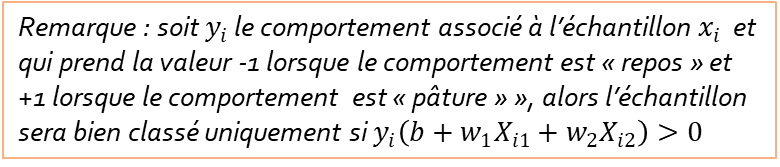 Remarque : soit $y_i$ le comportement associé à l’échantillon $x_i$ et
qui prend la valeur -1 lorsque le comportement est « repos » et
+1 lorsque le comportement est « pâture » », alors l’échantillon
sera bien classé uniquement si $y_i(b + w_1X_{i1} + w_2X_{i2}) > 0$